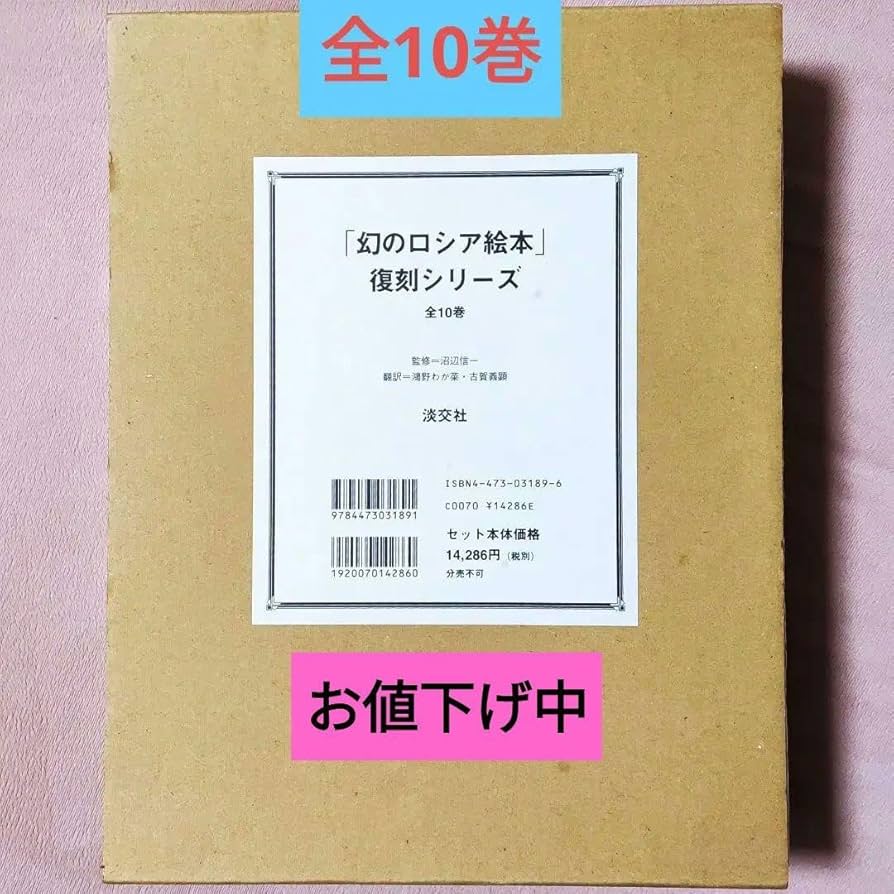 全10巻
「幻のロシア絵本」
復刻シリーズ
全10巻
監修=沼辺信一
翻訳=鴻野わか菜・古賀義顕
淡交社
ISBN4-473-03189-6
C0070 ¥14286E
9784473031891
セット本体価格
14,286円(税別)
分売不可
1920070142860
お値下げ中